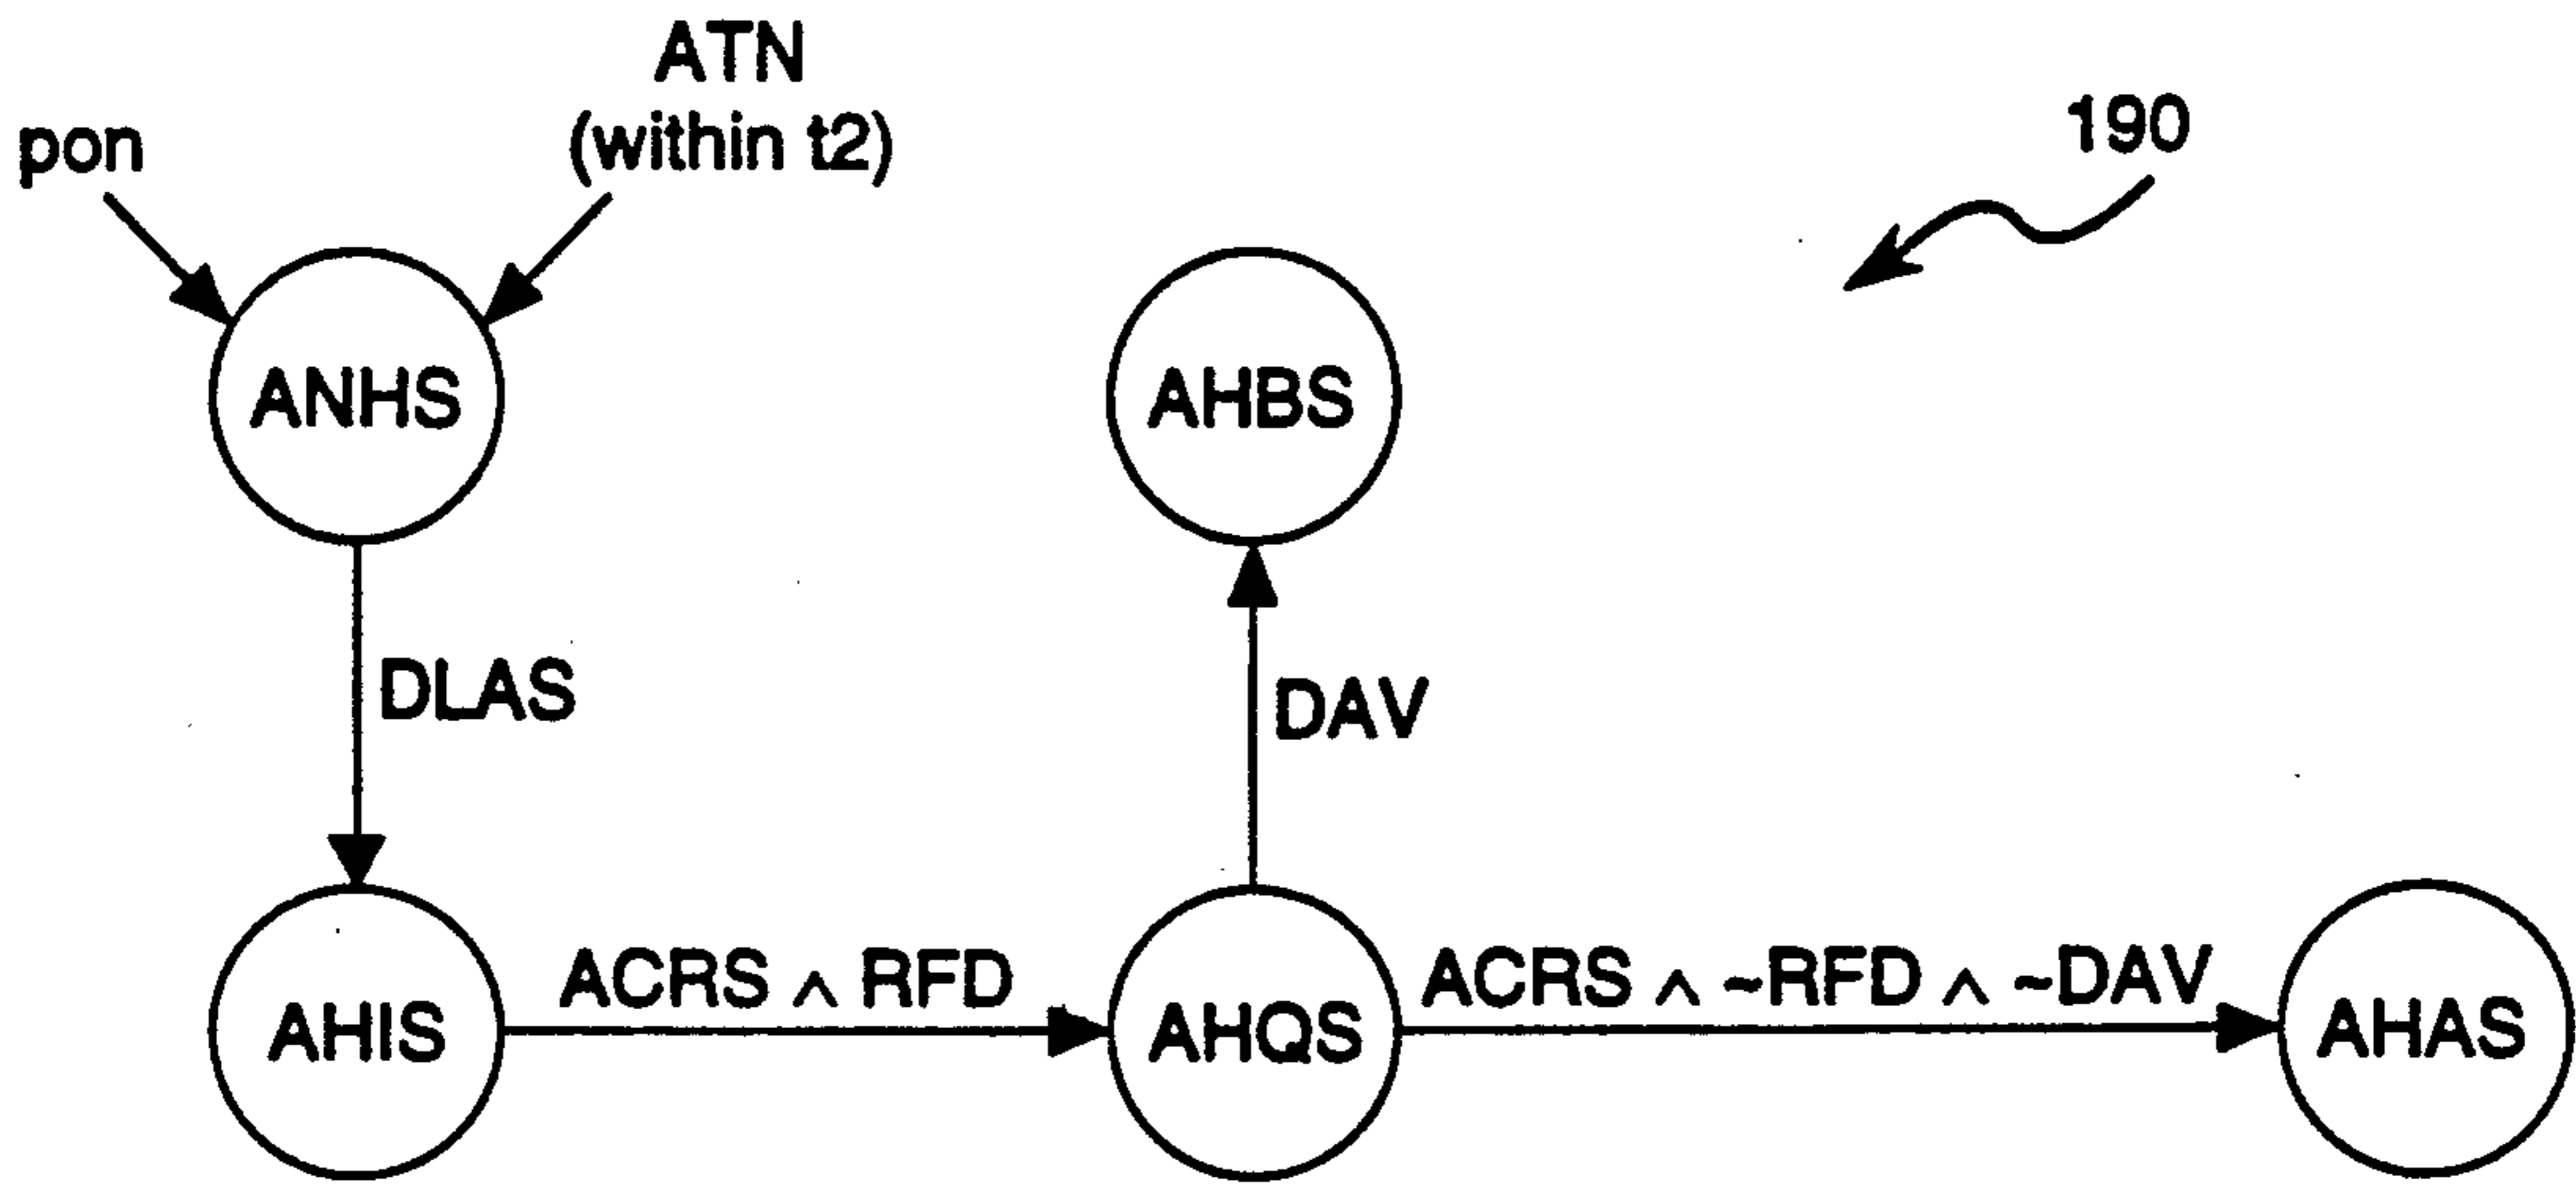 ATN
(within t2)
pon
190
ANHS
AHBS
DLAS
DAV
ACRS ∧ RFD
ACRS ∧ ~RFD ∧ ~DAV
AHIS
AHQS
AHAS